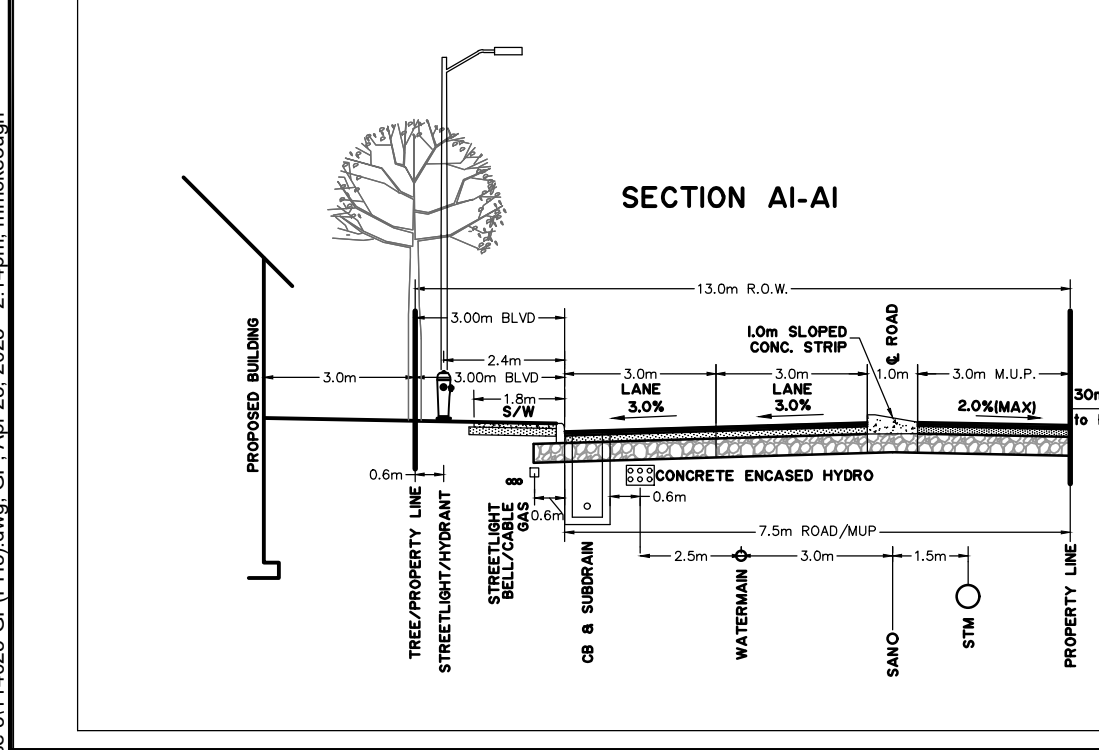 SECTION A1-A1
13.0m R.O.W.
3.00m BLVD
1.0m SLOPED
CONC. STRIP
℄ ROAD
2.4m
3.0m
3.00m BLVD
3.0m
3.0m
1.0m
3.0m M.U.P.
LANE
3.0%
LANE
3.0%
2.0%(MAX)
1.8m
S/W
PROPOSED BUILDING
0.6m
CONCRETE ENCASED HYDRO
0.6m
0.6m
7.5m ROAD/MUP
2.5m
3.0m
1.5m
TREE/PROPERTY LINE
STREETLIGHT/HYDRANT
STREETLIGHT
BELL/CABLE
GAS
CB & SUBDRAIN
WATERMAIN
SAN
STM
PROPERTY LINE